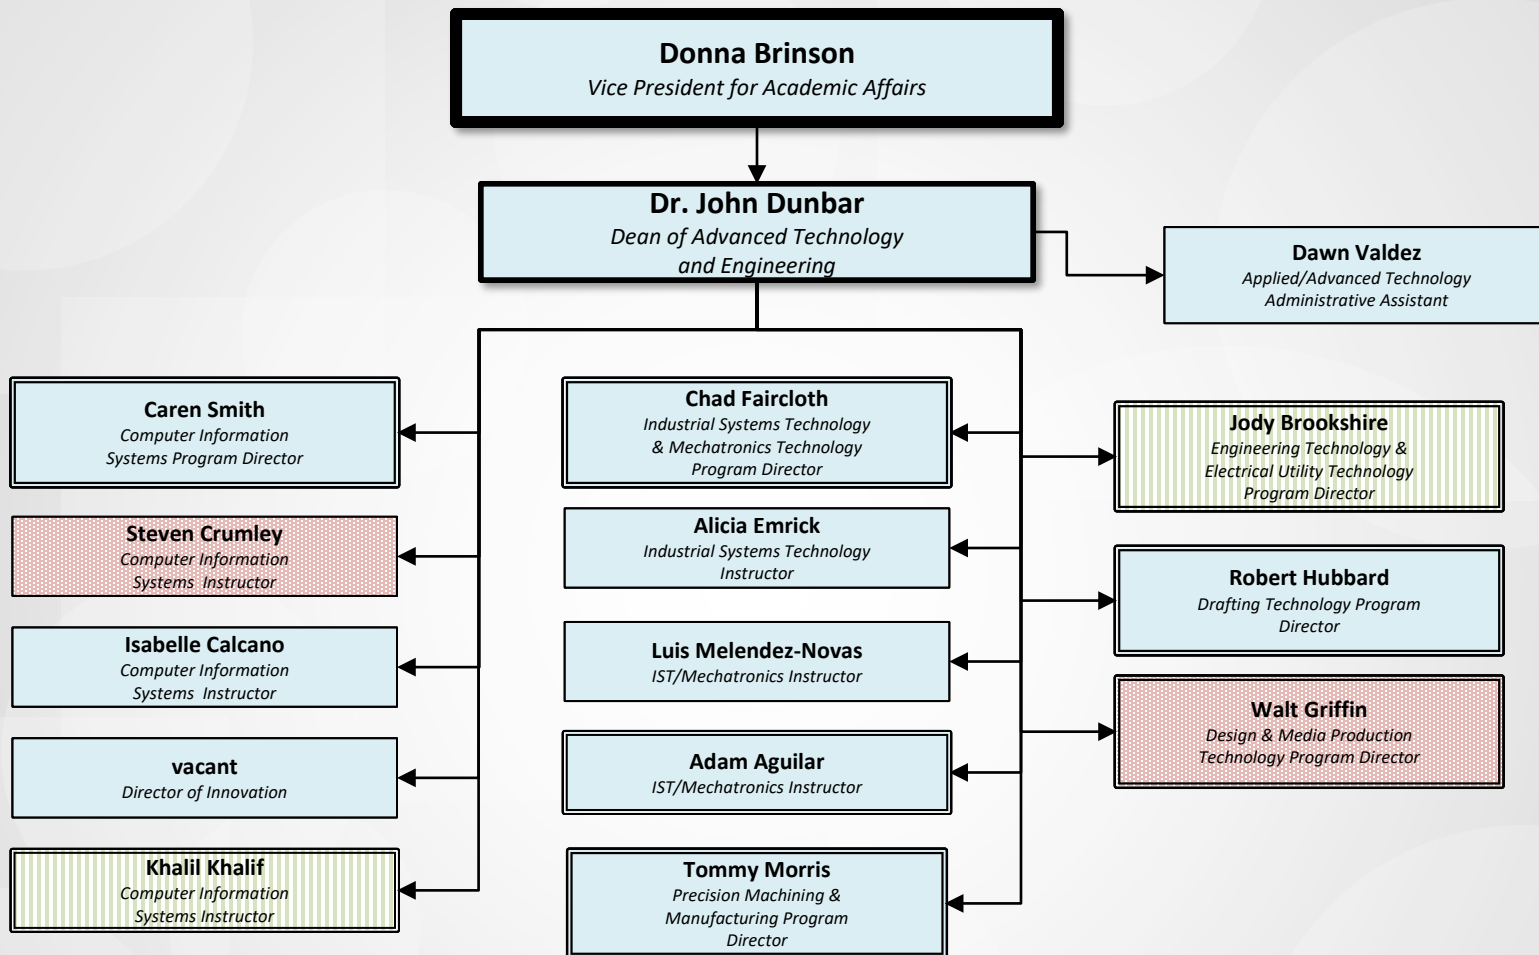 Donna Brinson
Vice President for Academic Affairs
Dr. John Dunbar
Dean of Advanced Technology
and Engineering
Dawn Valdez
Applied/Advanced Technology
Administrative Assistant
Caren Smith
Computer Information
Systems Program Director
Steven Crumley
Computer Information
Systems  Instructor
Isabelle Calcano
Computer Information
Systems  Instructor
vacant
Director of Innovation
Khalil Khalif
Computer Information
Systems Instructor
Chad Faircloth
Industrial Systems Technology
& Mechatronics Technology
Program Director
Alicia Emrick
Industrial Systems Technology
Instructor
Luis Melendez-Novas
IST/Mechatronics Instructor
Adam Aguilar
IST/Mechatronics Instructor
Tommy Morris
Precision Machining &
Manufacturing Program
Director
Jody Brookshire
Engineering Technology &
Electrical Utility Technology
Program Director
Robert Hubbard
Drafting Technology Program
Director
Walt Griffin
Design & Media Production
Technology Program Director